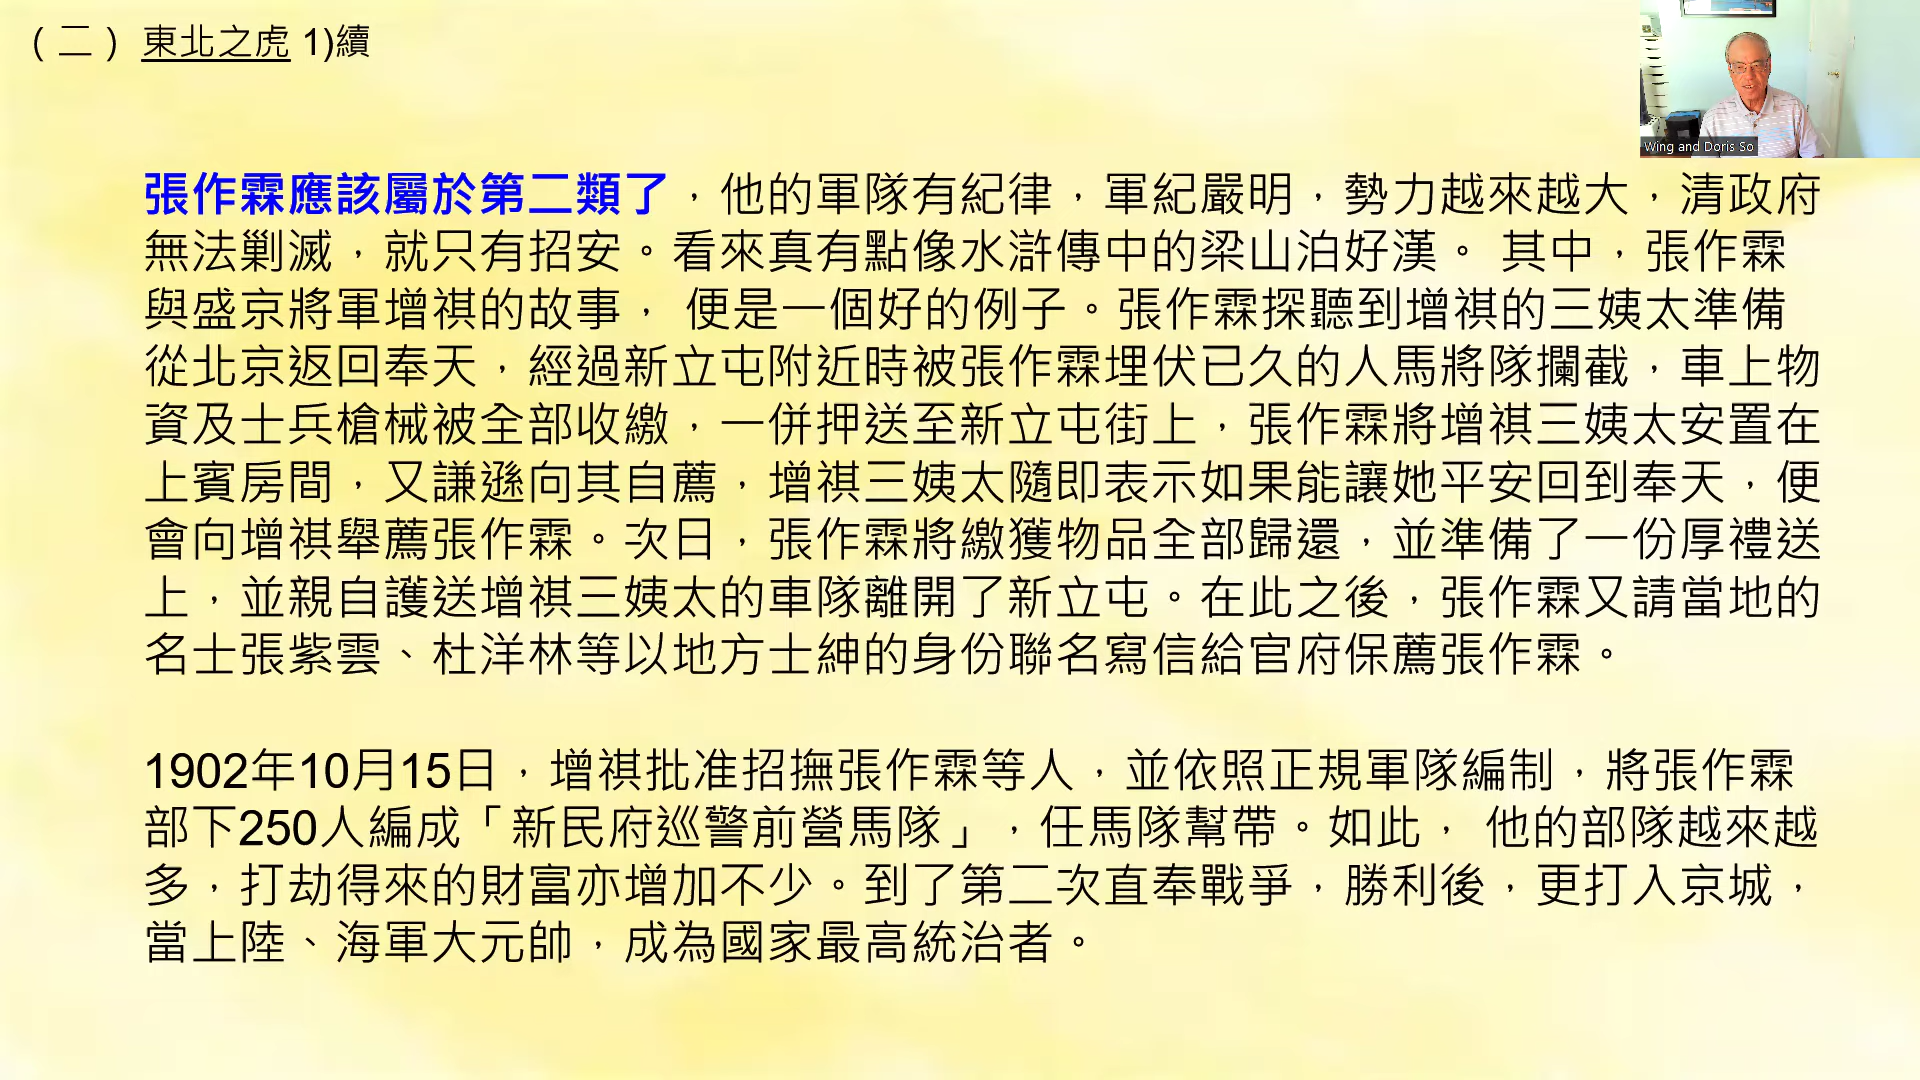 （二）東北之虎 1)續
Wing and Doris So
張作霖應該屬於第二類了，他的軍隊有紀律，軍紀嚴明，勢力越來越大，清政府
無法剿滅，就只有招安。看來真有點像水滸傳中的梁山泊好漢。 其中，張作霖
與盛京將軍增祺的故事， 便是一個好的例子。張作霖探聽到增祺的三姨太準備
從北京返回奉天，經過新立屯附近時被張作霖埋伏已久的人馬將隊攔截，車上物
資及士兵槍械被全部收繳，一併押送至新立屯街上，張作霖將增祺三姨太安置在
上賓房間，又謙遜向其自薦，增祺三姨太隨即表示如果能讓她平安回到奉天，便
會向增祺舉薦張作霖。次日，張作霖將繳獲物品全部歸還，並準備了一份厚禮送
上，並親自護送增祺三姨太的車隊離開了新立屯。在此之後，張作霖又請當地的
名士張紫雲、杜洋林等以地方士紳的身份聯名寫信給官府保薦張作霖。
1902年10月15日，增祺批准招撫張作霖等人，並依照正規軍隊編制，將張作霖
部下250人編成「新民府巡警前營馬隊」，任馬隊幫帶。如此， 他的部隊越來越
多，打劫得來的財富亦增加不少。到了第二次直奉戰爭，勝利後，更打入京城，
當上陸、海軍大元帥，成為國家最高統治者。